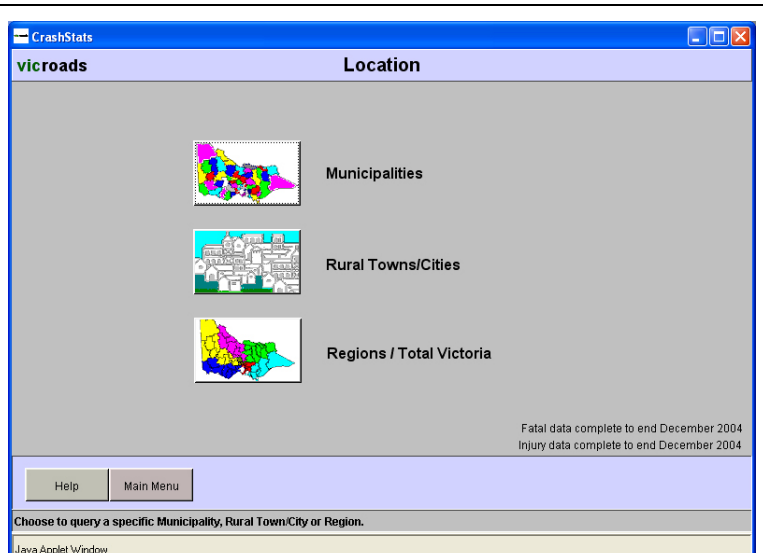 CrashStats
vicroads
Location
Municipalities
Rural Towns/Cities
Regions / Total Victoria
Fatal data complete to end December 2004
Injury data complete to end December 2004
Help
Main Menu
Choose to query a specific Municipality, Rural Town/City or Region.
Java Applet Window